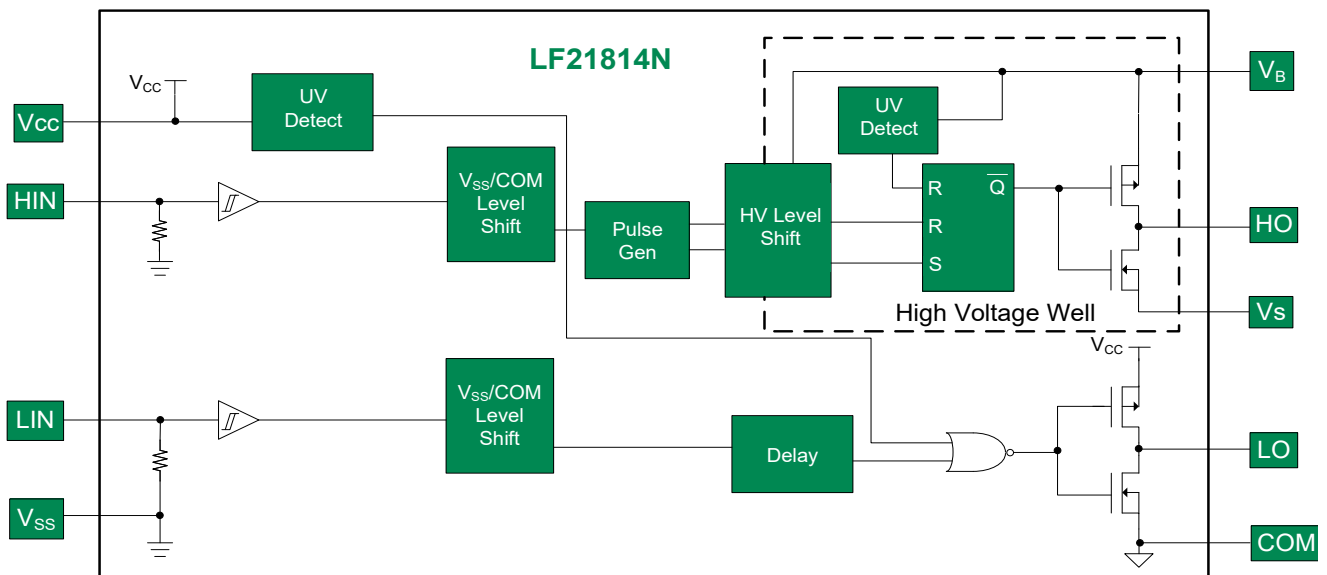 LF21814N
VCC
Vcc
UV
Detect
VB
UV
Detect
HIN
VSS/COM
Level
Shift
Pulse
Gen
HV Level
Shift
R
Q̅
R
S
HO
High Voltage Well
Vs
VCC
LIN
VSS/COM
Level
Shift
Delay
LO
VSS
COM